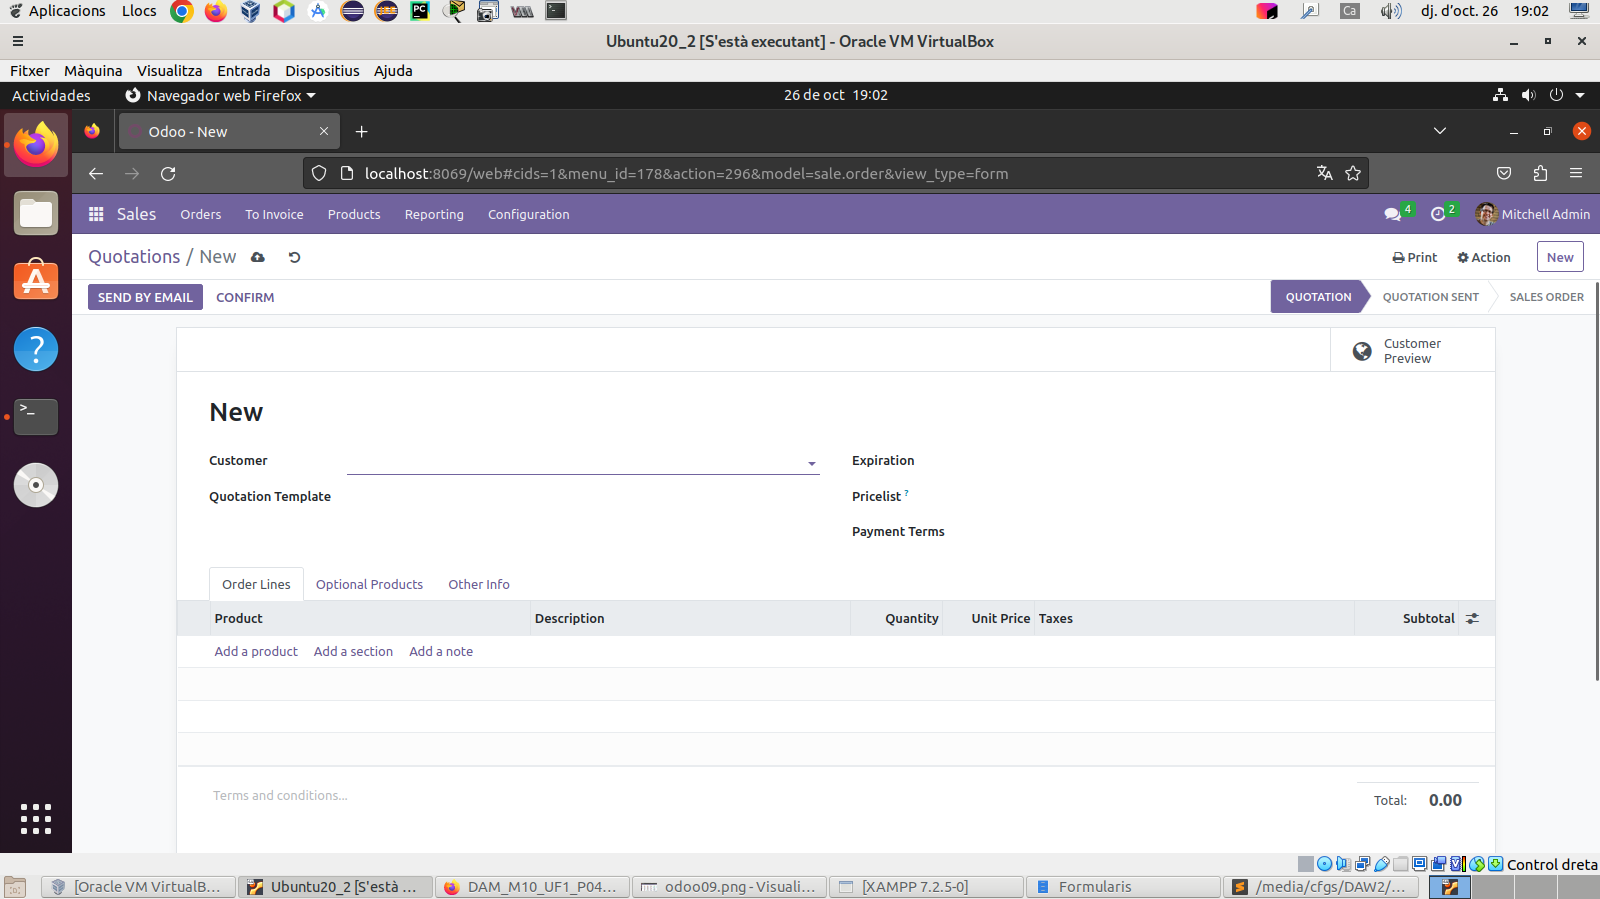 Aplicacions Llocs Ca dj. d'oct. 26 19:02
Ubuntu20_2 [S'està executant] - Oracle VM VirtualBox
Fitxer Màquina Visualitza Entrada Dispositius Ajuda
Actividades Navegador web Firefox 26 de oct 19:02
Odoo - New
localhost:8069/web#cids=1&menu_id=178&action=296&model=sale.order&view_type=form
Sales Orders To Invoice Products Reporting Configuration 4 2 Mitchell Admin
Quotations / New Print Action New
SEND BY EMAIL CONFIRM QUOTATION QUOTATION SENT SALES ORDER
Customer
Preview
New
Customer Expiration
Quotation Template Pricelist ?
Payment Terms
Order Lines Optional Products Other Info
Product Description Quantity Unit Price Taxes Subtotal
Add a product Add a section Add a note
Terms and conditions... Total: 0.00
Control dreta
[Oracle VM VirtualB... Ubuntu20_2 [S'està ... DAM_M10_UF1_P04... odoo09.png - Visuali... [XAMPP 7.2.5-0] Formularis /media/cfgs/DAW2/...